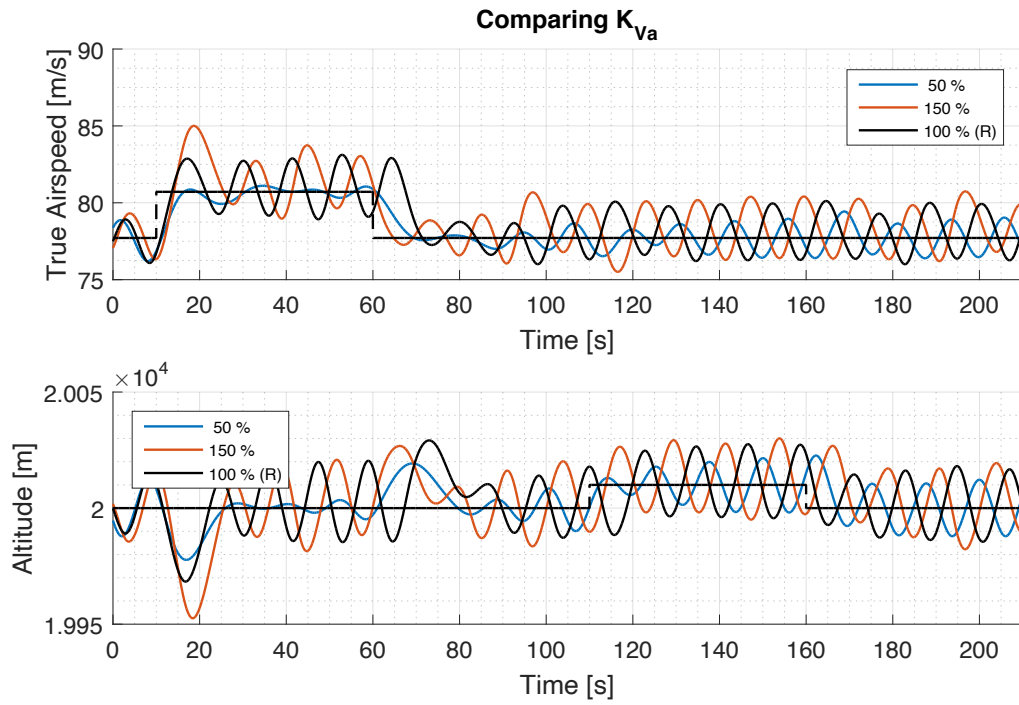 Comparing K_Va
True Airspeed [m/s]
90
85
80
75
50 %
150 %
100 % (R)
0 20 40 60 80 100 120 140 160 180 200
Time [s]
×10^4
Altitude [m]
2.005
2
1.995
50 %
150 %
100 % (R)
0 20 40 60 80 100 120 140 160 180 200
Time [s]